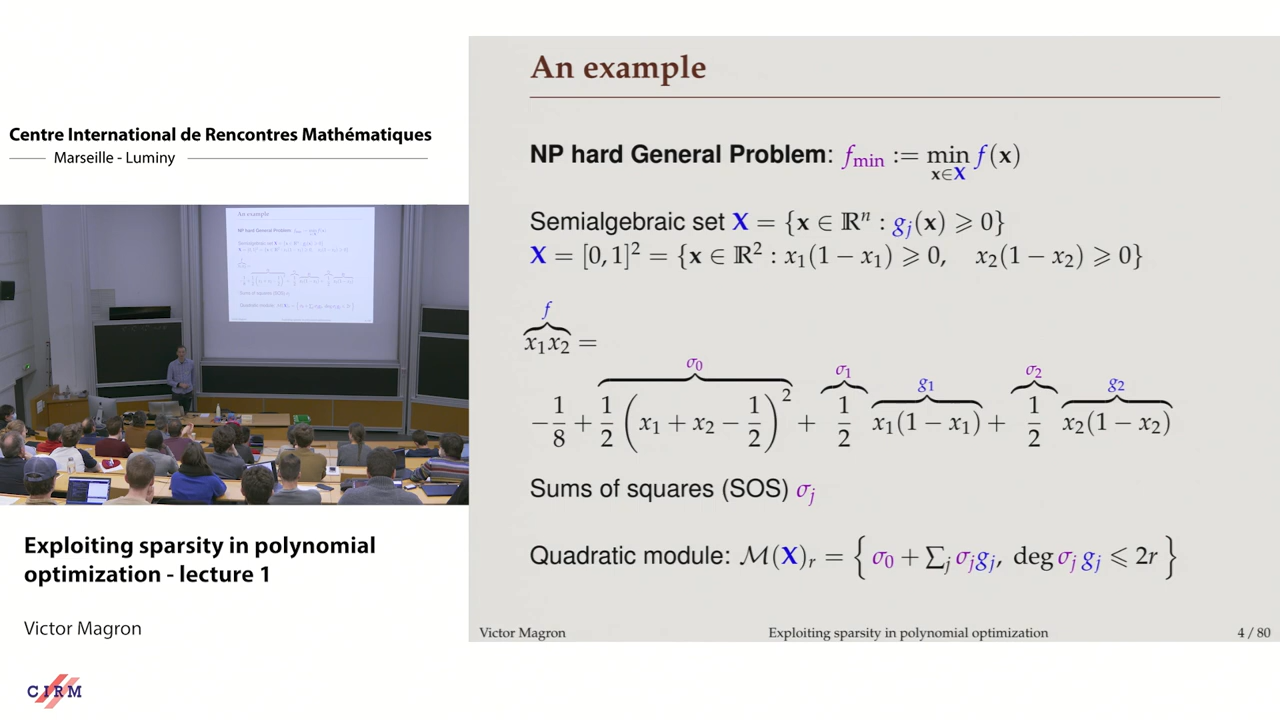 Centre International de Rencontres Mathématiques
Marseille - Luminy
An example
NP hard General Problem: f_min := min_{x∈X} f(x)
Semialgebraic set X = {x ∈ ℝⁿ : g_j(x) ⩾ 0}
X = [0,1]² = {x ∈ ℝ² : x₁(1 − x₁) ⩾ 0, x₂(1 − x₂) ⩾ 0}
f
x₁x₂ =
σ₀ σ₁ g₁ σ₂ g₂
−1/8 + 1/2 (x₁ + x₂ − 1/2)² + 1/2 x₁(1 − x₁) + 1/2 x₂(1 − x₂)
Sums of squares (SOS) σ_j
Quadratic module: ℳ(X)_r = { σ₀ + ∑_j σ_j g_j, deg σ_j g_j ⩽ 2r }
Victor Magron Exploiting sparsity in polynomial optimization 4 / 80
Exploiting sparsity in polynomial
optimization - lecture 1
Victor Magron
CIRM